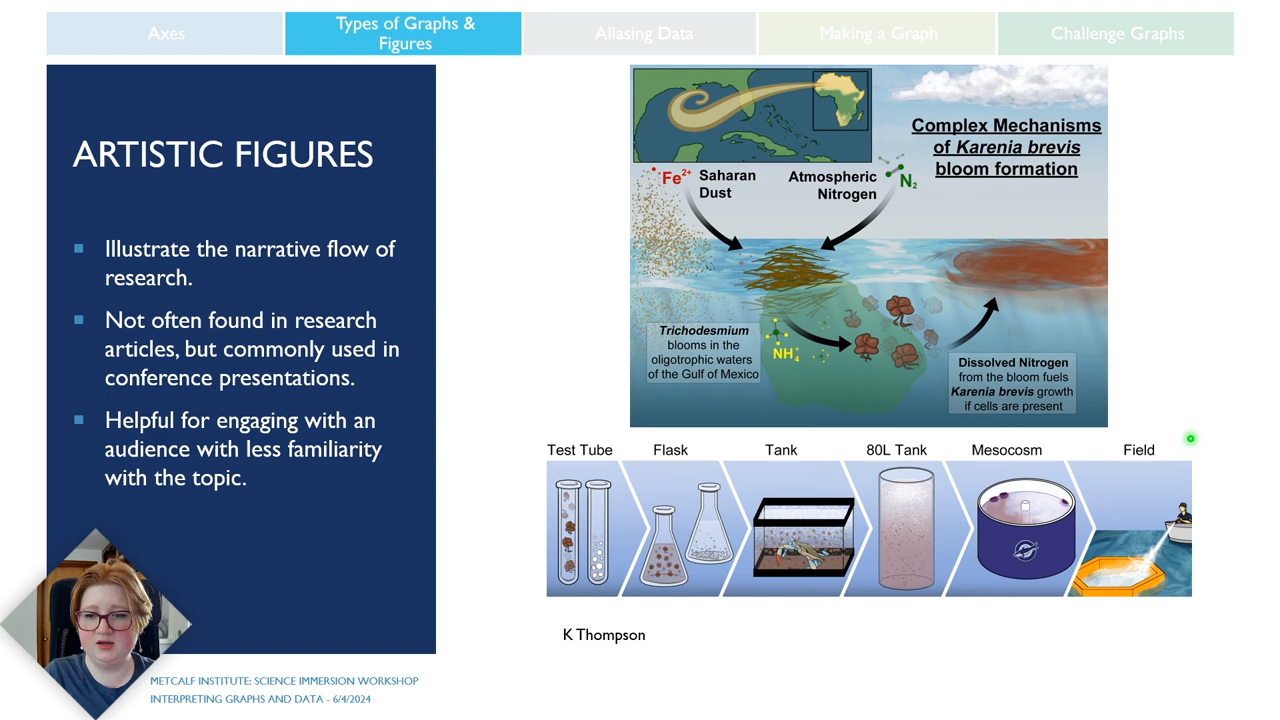 Axes
Types of Graphs &
Figures
Aliasing Data
Making a Graph
Challenge Graphs
ARTISTIC FIGURES
Illustrate the narrative flow of
research.
Not often found in research
articles, but commonly used in
conference presentations.
Helpful for engaging with an
audience with less familiarity
with the topic.
Complex Mechanisms
of Karenia brevis
bloom formation
Fe2+ Saharan
Dust
Atmospheric
Nitrogen
N2
Trichodesmium
blooms in the
oligotrophic waters
of the Gulf of Mexico
NH4+
Dissolved Nitrogen
from the bloom fuels
Karenia brevis growth
if cells are present
Test Tube
Flask
Tank
80L Tank
Mesocosm
Field
K Thompson
METCALF INSTITUTE: SCIENCE IMMERSION WORKSHOP
INTERPRETING GRAPHS AND DATA - 6/4/2024